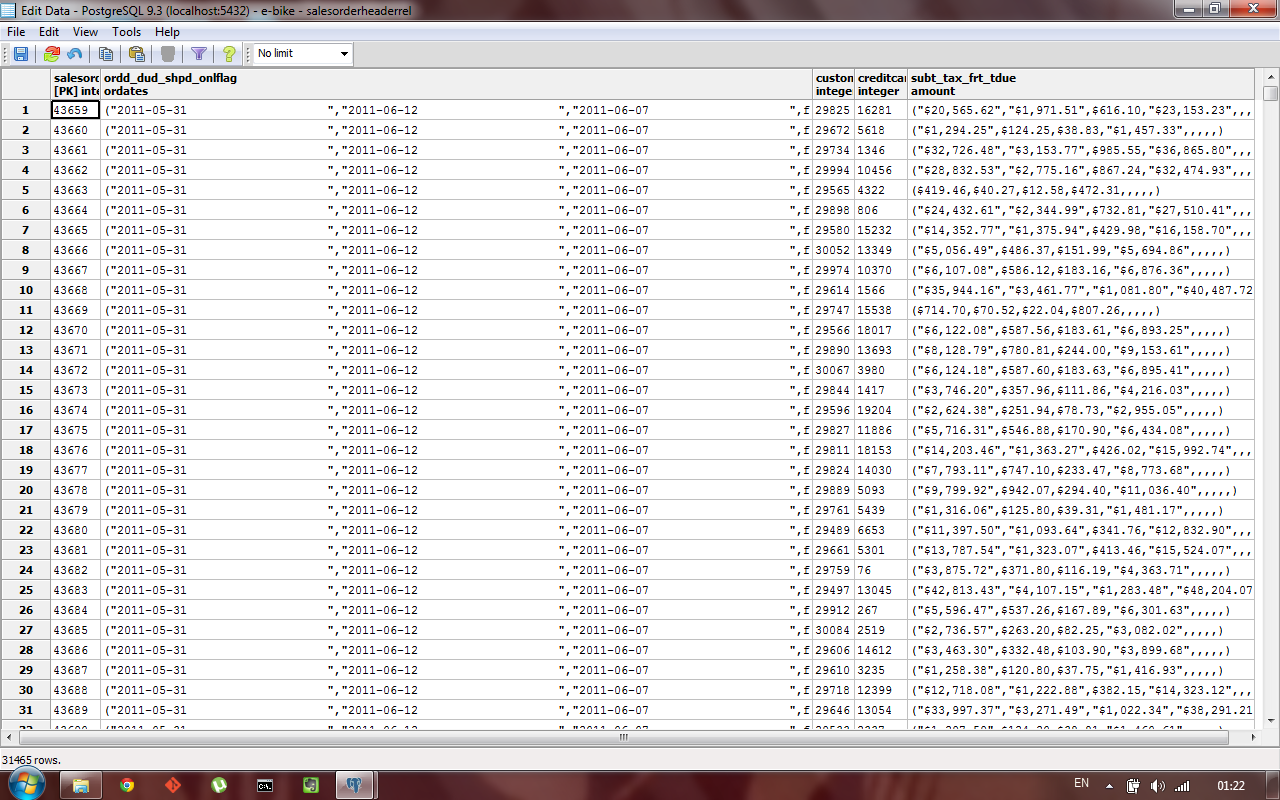 Edit Data - PostgreSQL 9.3 (localhost:5432) - e-bike - salesorderheaderrel
File Edit View Tools Help
No limit
salesorc ordd_dud_shpd_onlflag custom creditcar subt_tax_frt_tdue
[PK] inte ordates intege integer amount
1 43659 ("2011-05-31 ","2011-06-12 ","2011-06-07 ",f 29825 16281 ("$20,565.62","$1,971.51",$616.10,"$23,153.23",,,
2 43660 ("2011-05-31 ","2011-06-12 ","2011-06-07 ",f 29672 5618 ("$1,294.25",$124.25,$38.83,"$1,457.33",,,,,)
3 43661 ("2011-05-31 ","2011-06-12 ","2011-06-07 ",f 29734 1346 ("$32,726.48","$3,153.77",$985.55,"$36,865.80",,,
4 43662 ("2011-05-31 ","2011-06-12 ","2011-06-07 ",f 29994 10456 ("$28,832.53","$2,775.16",$867.24,"$32,474.93",,,
5 43663 ("2011-05-31 ","2011-06-12 ","2011-06-07 ",f 29565 4322 ($419.46,$40.27,$12.58,$472.31,,,,,)
6 43664 ("2011-05-31 ","2011-06-12 ","2011-06-07 ",f 29898 806 ("$24,432.61","$2,344.99",$732.81,"$27,510.41",,,
7 43665 ("2011-05-31 ","2011-06-12 ","2011-06-07 ",f 29580 15232 ("$14,352.77","$1,375.94",$429.98,"$16,158.70",,,
8 43666 ("2011-05-31 ","2011-06-12 ","2011-06-07 ",f 30052 13349 ("$5,056.49",$486.37,$151.99,"$5,694.86",,,,,)
9 43667 ("2011-05-31 ","2011-06-12 ","2011-06-07 ",f 29974 10370 ("$6,107.08",$586.12,$183.16,"$6,876.36",,,,,)
10 43668 ("2011-05-31 ","2011-06-12 ","2011-06-07 ",f 29614 1566 ("$35,944.16","$3,461.77","$1,081.80","$40,487.72
11 43669 ("2011-05-31 ","2011-06-12 ","2011-06-07 ",f 29747 15538 ($714.70,$70.52,$22.04,$807.26,,,,,)
12 43670 ("2011-05-31 ","2011-06-12 ","2011-06-07 ",f 29566 18017 ("$6,122.08",$587.56,$183.61,"$6,893.25",,,,,)
13 43671 ("2011-05-31 ","2011-06-12 ","2011-06-07 ",f 29890 13693 ("$8,128.79",$780.81,$244.00,"$9,153.61",,,,,)
14 43672 ("2011-05-31 ","2011-06-12 ","2011-06-07 ",f 30067 3980 ("$6,124.18",$587.60,$183.63,"$6,895.41",,,,,)
15 43673 ("2011-05-31 ","2011-06-12 ","2011-06-07 ",f 29844 1417 ("$3,746.20",$357.96,$111.86,"$4,216.03",,,,,)
16 43674 ("2011-05-31 ","2011-06-12 ","2011-06-07 ",f 29596 19204 ("$2,624.38",$251.94,$78.73,"$2,955.05",,,,,)
17 43675 ("2011-05-31 ","2011-06-12 ","2011-06-07 ",f 29827 11886 ("$5,716.31",$546.88,$170.90,"$6,434.08",,,,,)
18 43676 ("2011-05-31 ","2011-06-12 ","2011-06-07 ",f 29811 18153 ("$14,203.46","$1,363.27",$426.02,"$15,992.74",,,
19 43677 ("2011-05-31 ","2011-06-12 ","2011-06-07 ",f 29824 14030 ("$7,793.11",$747.10,$233.47,"$8,773.68",,,,,)
20 43678 ("2011-05-31 ","2011-06-12 ","2011-06-07 ",f 29889 5093 ("$9,799.92",$942.07,$294.40,"$11,036.40",,,,,)
21 43679 ("2011-05-31 ","2011-06-12 ","2011-06-07 ",f 29761 5439 ("$1,316.06",$125.80,$39.31,"$1,481.17",,,,,)
22 43680 ("2011-05-31 ","2011-06-12 ","2011-06-07 ",f 29489 6653 ("$11,397.50","$1,093.64",$341.76,"$12,832.90",,,
23 43681 ("2011-05-31 ","2011-06-12 ","2011-06-07 ",f 29661 5301 ("$13,787.54","$1,323.07",$413.46,"$15,524.07",,,
24 43682 ("2011-05-31 ","2011-06-12 ","2011-06-07 ",f 29759 76 ("$3,875.72",$371.80,$116.19,"$4,363.71",,,,,)
25 43683 ("2011-05-31 ","2011-06-12 ","2011-06-07 ",f 29497 13045 ("$42,813.43","$4,107.15","$1,283.48","$48,204.07
26 43684 ("2011-05-31 ","2011-06-12 ","2011-06-07 ",f 29912 267 ("$5,596.47",$537.26,$167.89,"$6,301.63",,,,,)
27 43685 ("2011-05-31 ","2011-06-12 ","2011-06-07 ",f 30084 2519 ("$2,736.57",$263.20,$82.25,"$3,082.02",,,,,)
28 43686 ("2011-05-31 ","2011-06-12 ","2011-06-07 ",f 29606 14612 ("$3,463.30",$332.48,$103.90,"$3,899.68",,,,,)
29 43687 ("2011-05-31 ","2011-06-12 ","2011-06-07 ",f 29610 3235 ("$1,258.38",$120.80,$37.75,"$1,416.93",,,,,)
30 43688 ("2011-05-31 ","2011-06-12 ","2011-06-07 ",f 29718 12399 ("$12,718.08","$1,222.88",$382.15,"$14,323.12",,,
31 43689 ("2011-05-31 ","2011-06-12 ","2011-06-07 ",f 29646 13054 ("$33,997.37","$3,271.49","$1,022.34","$38,291.21
31465 rows.
EN 01:22